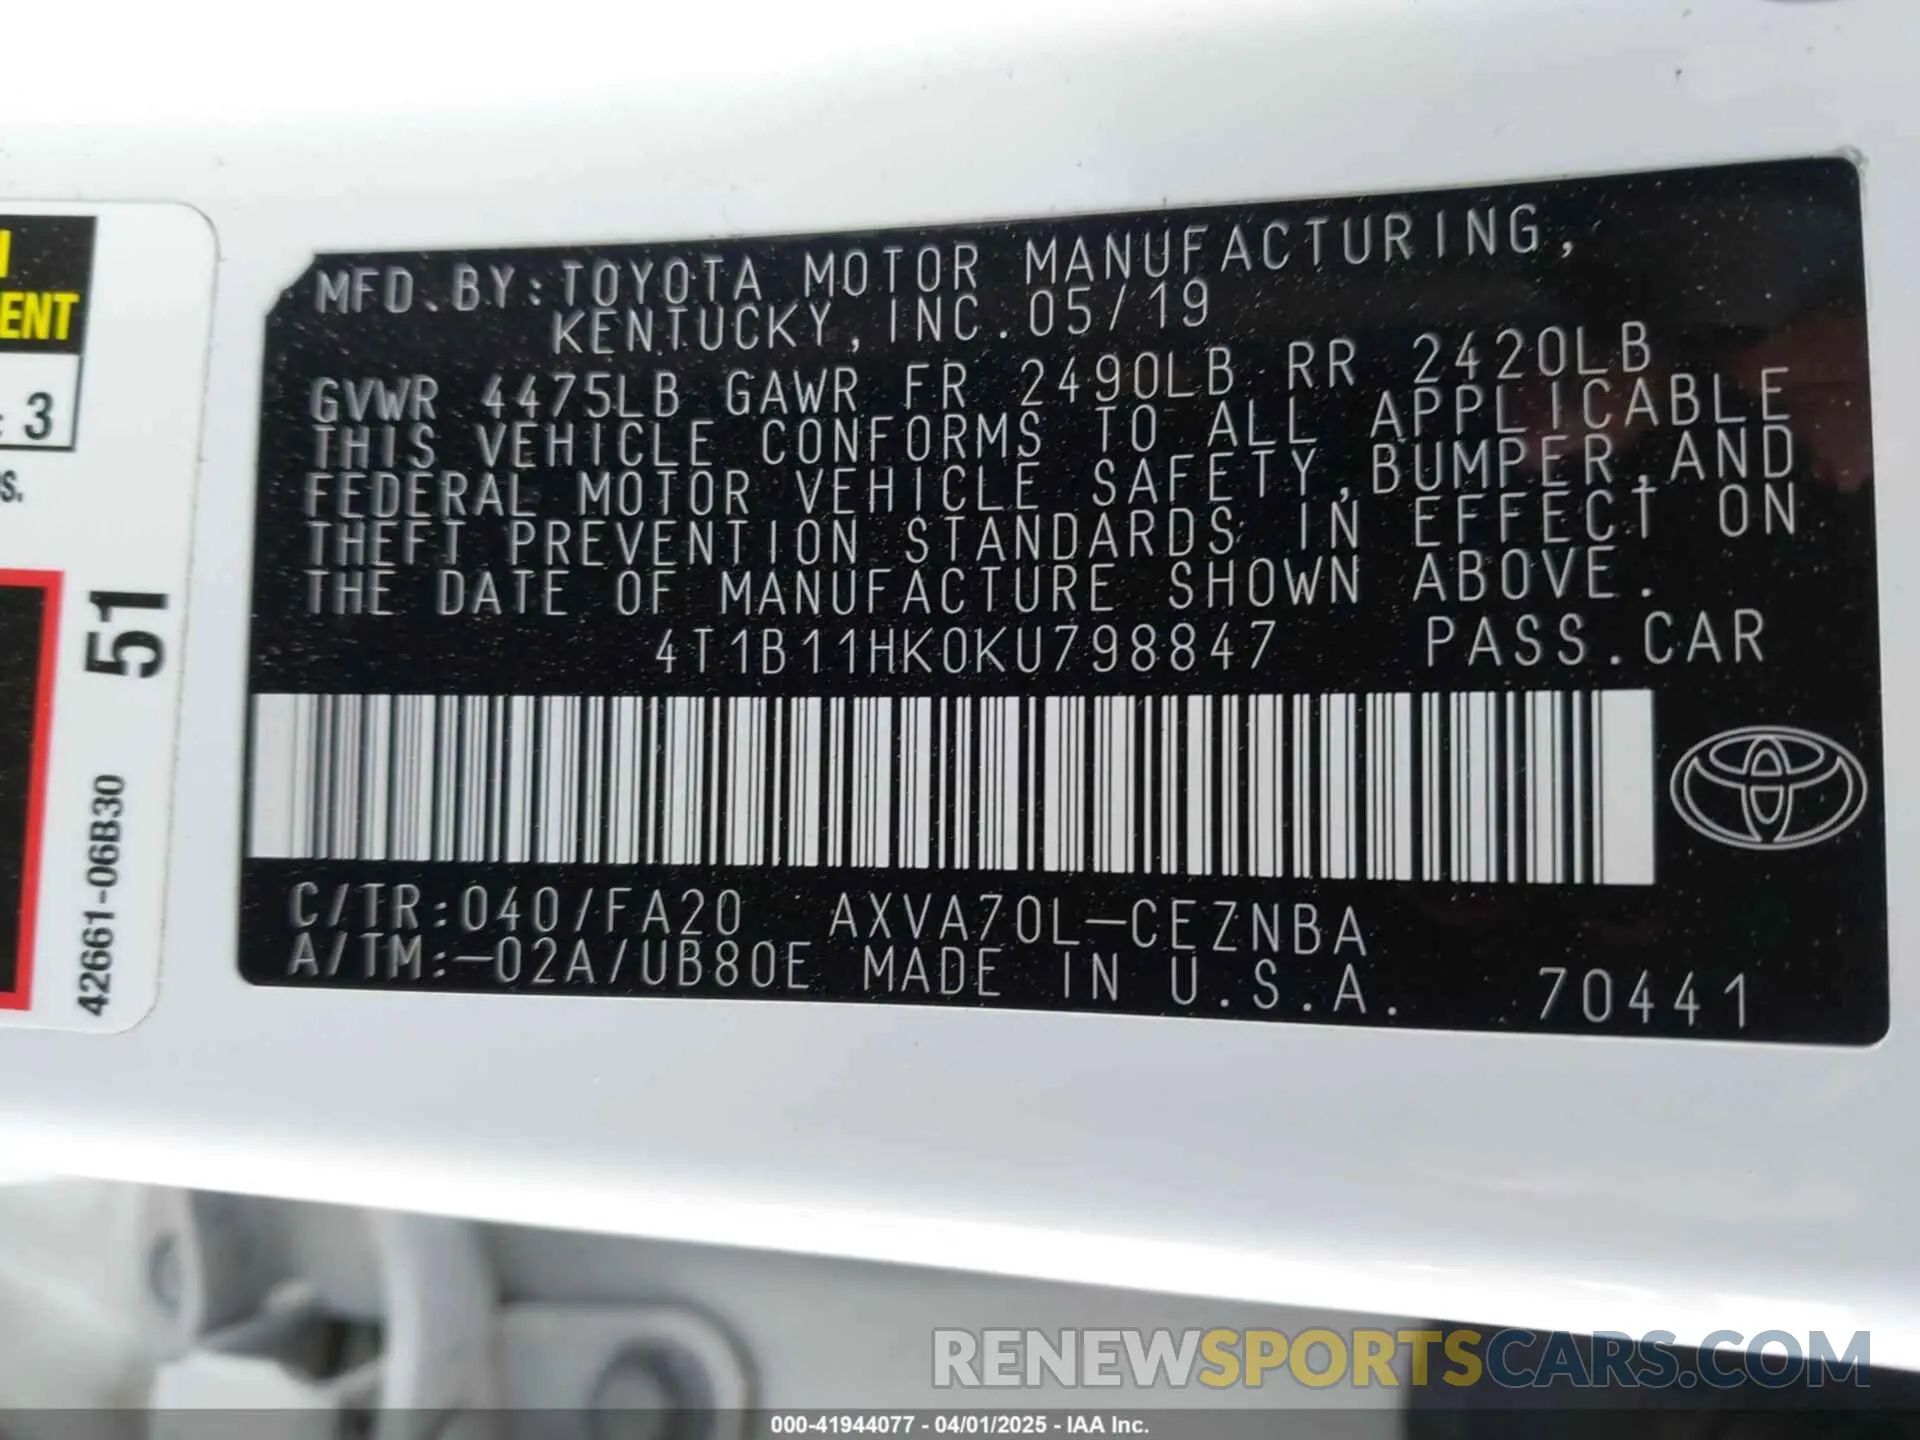 ENT
: 3
S.
51
42661-06B30
MFD.BY:TOYOTA MOTOR MANUFACTURING,
KENTUCKY, INC.05/19
GVWR 4475LB GAWR FR 2490LB RR 2420LB
THIS VEHICLE CONFORMS TO ALL APPLICABLE
FEDERAL MOTOR VEHICLE SAFETY,BUMPER,AND
THEFT PREVENTION STANDARDS IN EFFECT ON
THE DATE OF MANUFACTURE SHOWN ABOVE.
4T1B11HK0KU798847 PASS.CAR
C/TR:040/FA20 AXVA70L-CEZNBA
A/TM:-02A/UB80E MADE IN U.S.A. 70441
RENEWSPORTSCARS.COM
000-41944077 - 04/01/2025 - IAA Inc.